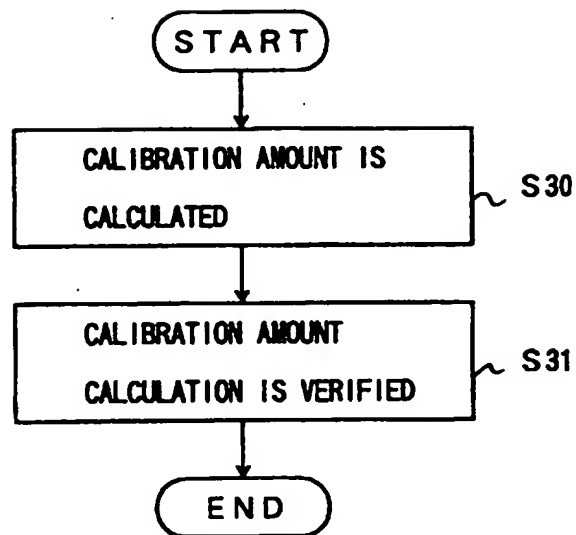 START
CALIBRATION AMOUNT IS
CALCULATED
S30
CALIBRATION AMOUNT
CALCULATION IS VERIFIED
S31
END